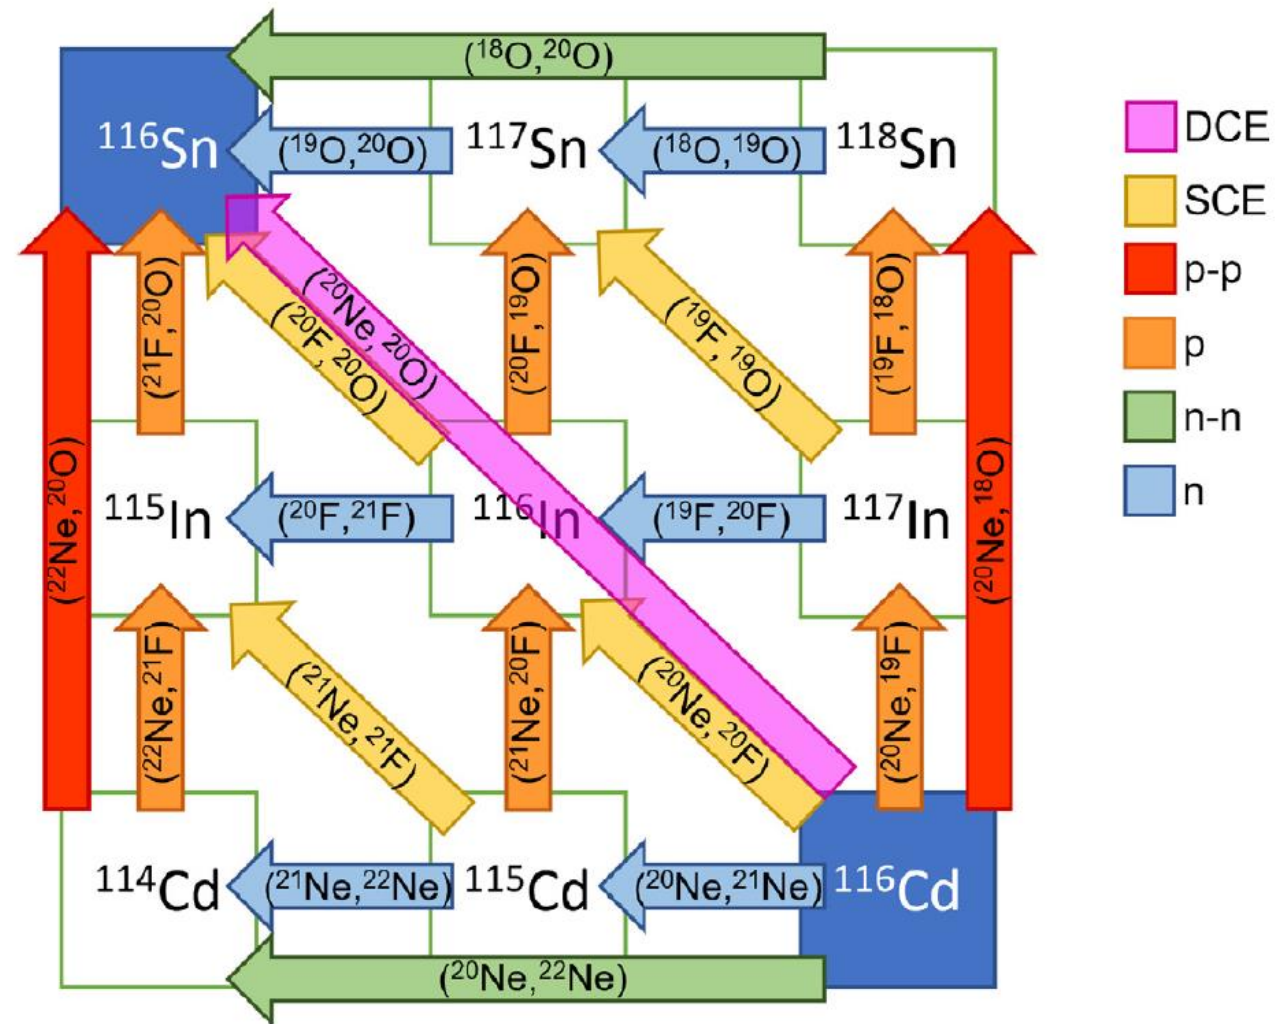 (¹⁸O,²⁰O)
¹¹⁶Sn
(¹⁹O,²⁰O)
¹¹⁷Sn
(¹⁸O,¹⁹O)
¹¹⁸Sn
(²¹F,²⁰O)
(²⁰F,²⁰O)
(²⁰Ne,²⁰O)
(²⁰F,¹⁹O)
(¹⁹F,¹⁹O)
(¹⁹F,¹⁸O)
(²²Ne,²⁰O)
¹¹⁵In
(²⁰F,²¹F)
¹¹⁶In
(¹⁹F,²⁰F)
¹¹⁷In
(²⁰Ne,¹⁸O)
(²²Ne,²¹F)
(²¹Ne,²¹F)
(²¹Ne,²⁰F)
(²⁰Ne,²⁰F)
(²⁰Ne,¹⁹F)
¹¹⁴Cd
(²¹Ne,²²Ne)
¹¹⁵Cd
(²⁰Ne,²¹Ne)
¹¹⁶Cd
(²⁰Ne,²²Ne)
DCE
SCE
p-p
p
n-n
n